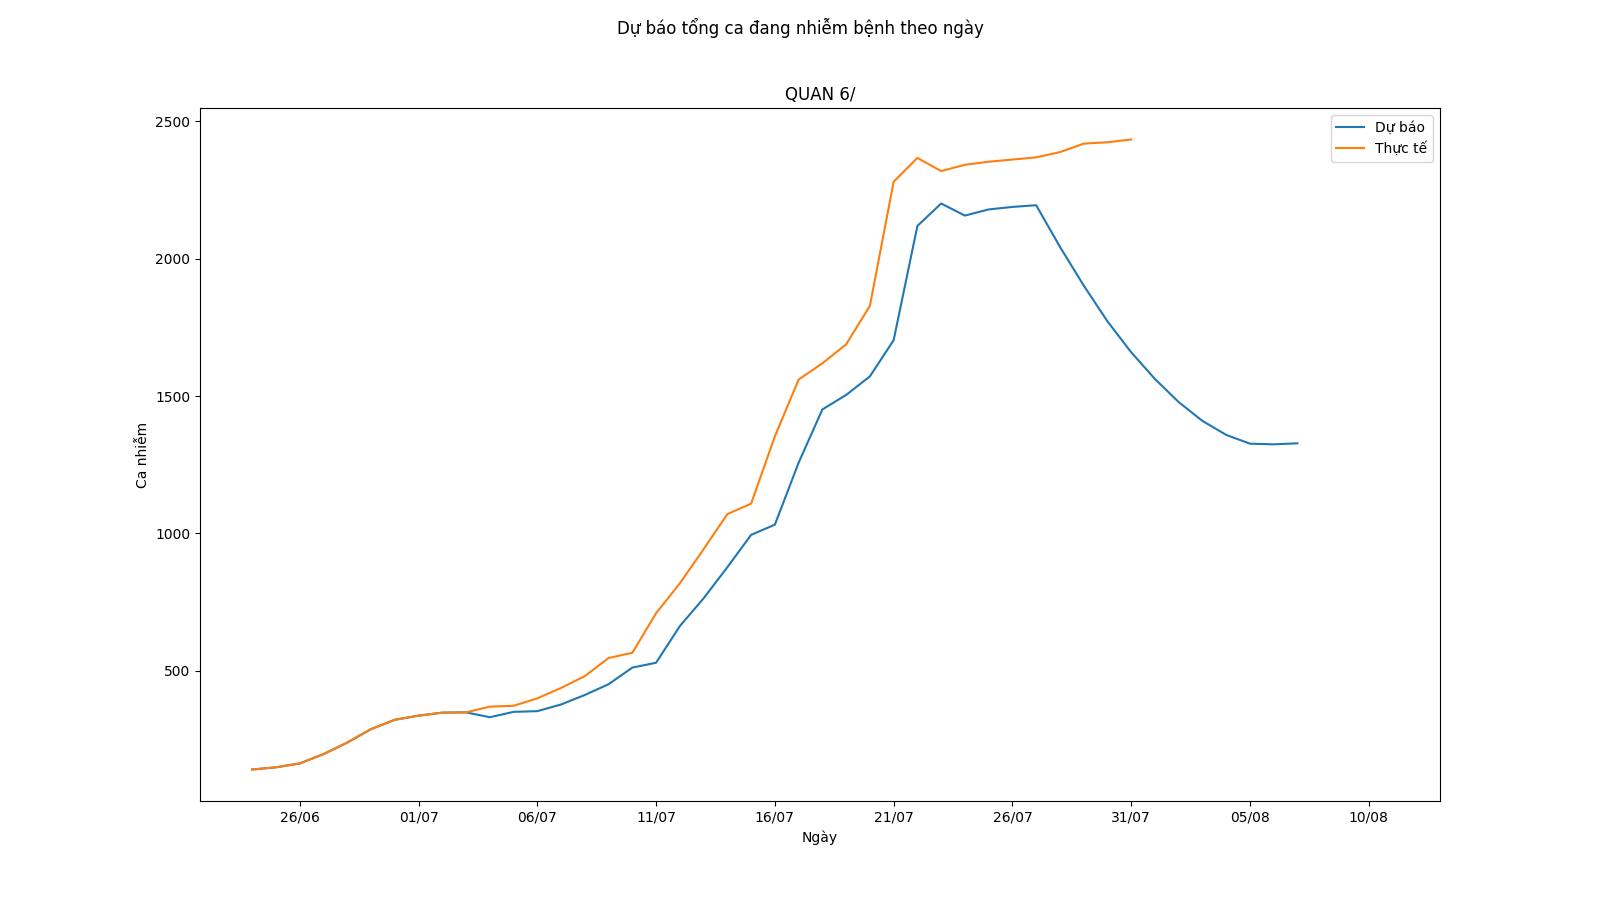 Dự báo tổng ca đang nhiễm bệnh theo ngày
QUAN 6/
Dự báo
Thực tế
2500
2000
1500
1000
500
Ca nhiễm
26/06 01/07 06/07 11/07 16/07 21/07 26/07 31/07 05/08 10/08
Ngày